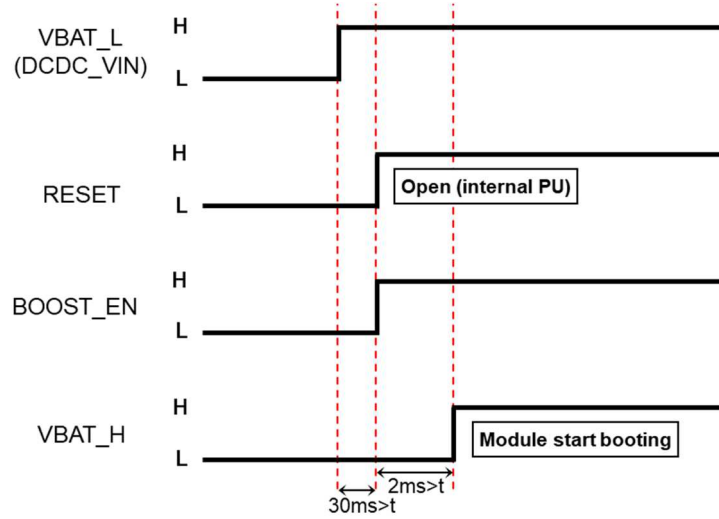 VBAT_L
(DCDC_VIN)
H
L
RESET
H
L
Open (internal PU)
BOOST_EN
H
L
VBAT_H
H
L
Module start booting
2ms>t
30ms>t